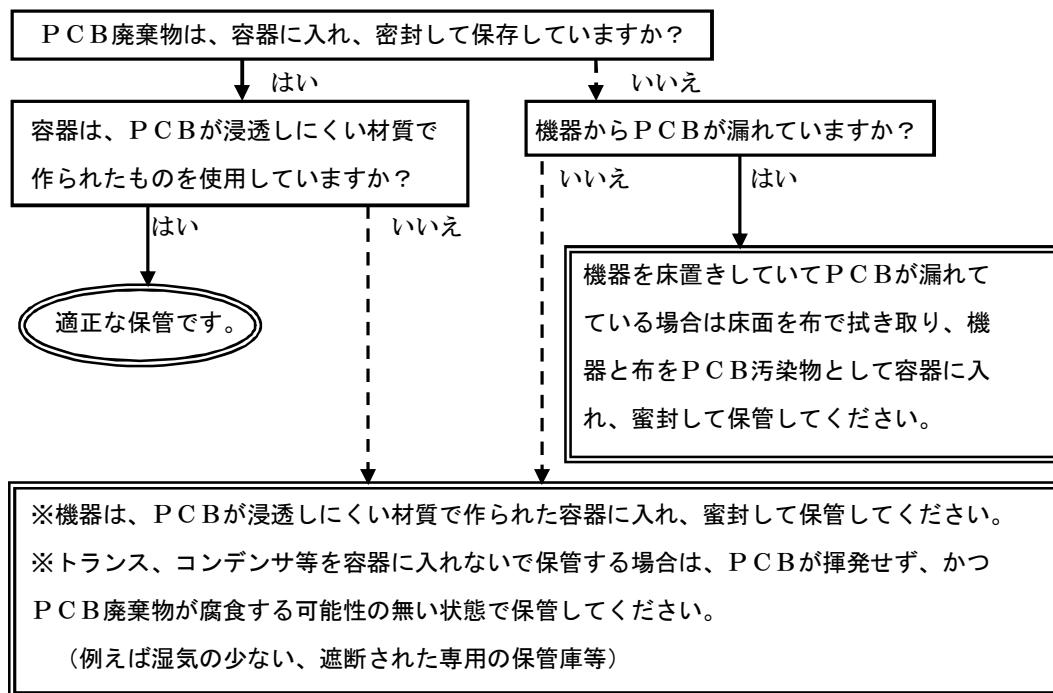 ＰＣＢ廃棄物は、容器に入れ、密封して保存していますか？
はい
いいえ
容器は、ＰＣＢが浸透しにくい材質で
作られたものを使用していますか？
機器からＰＣＢが漏れていますか？
いいえ
はい
はい
いいえ
適正な保管です。
機器を床置きしていてＰＣＢが漏れて
ている場合は床面を布で拭き取り、機
器と布をＰＣＢ汚染物として容器に入
れ、蜜封して保管してください。
※機器は、ＰＣＢが浸透しにくい材質で作られた容器に入れ、蜜封して保管してください。
※トランス、コンデンサ等を容器に入れないで保管する場合は、ＰＣＢが揮発せず、かつ
ＰＣＢ廃棄物が腐食する可能性の無い状態で保管してください。
（例えば湿気の少ない、遮断された専用の保管庫等）